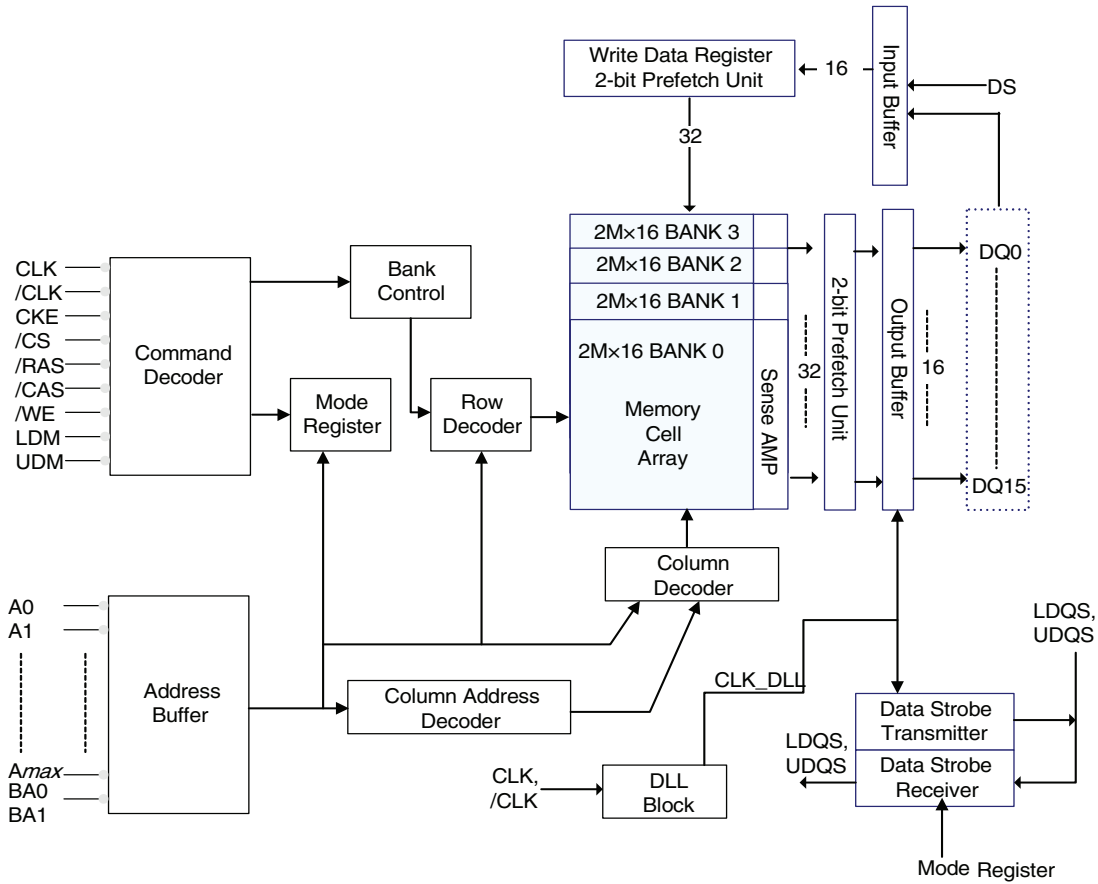 Write Data Register
2-bit Prefetch Unit
16
Input Buffer
DS
32
2M×16 BANK 3
2M×16 BANK 2
2M×16 BANK 1
2M×16 BANK 0
Memory
Cell
Array
Sense AMP
32
2-bit Prefetch Unit
Output Buffer
16
DQ0
DQ15
CLK
/CLK
CKE
/CS
/RAS
/CAS
/WE
LDM
UDM
Command
Decoder
Bank
Control
Mode
Register
Row
Decoder
Column
Decoder
A0
A1
Amax
BA0
BA1
Address
Buffer
Column Address
Decoder
CLK_DLL
CLK,
/CLK
DLL
Block
LDQS,
UDQS
Data Strobe
Transmitter
LDQS,
UDQS
Data Strobe
Receiver
Mode Register